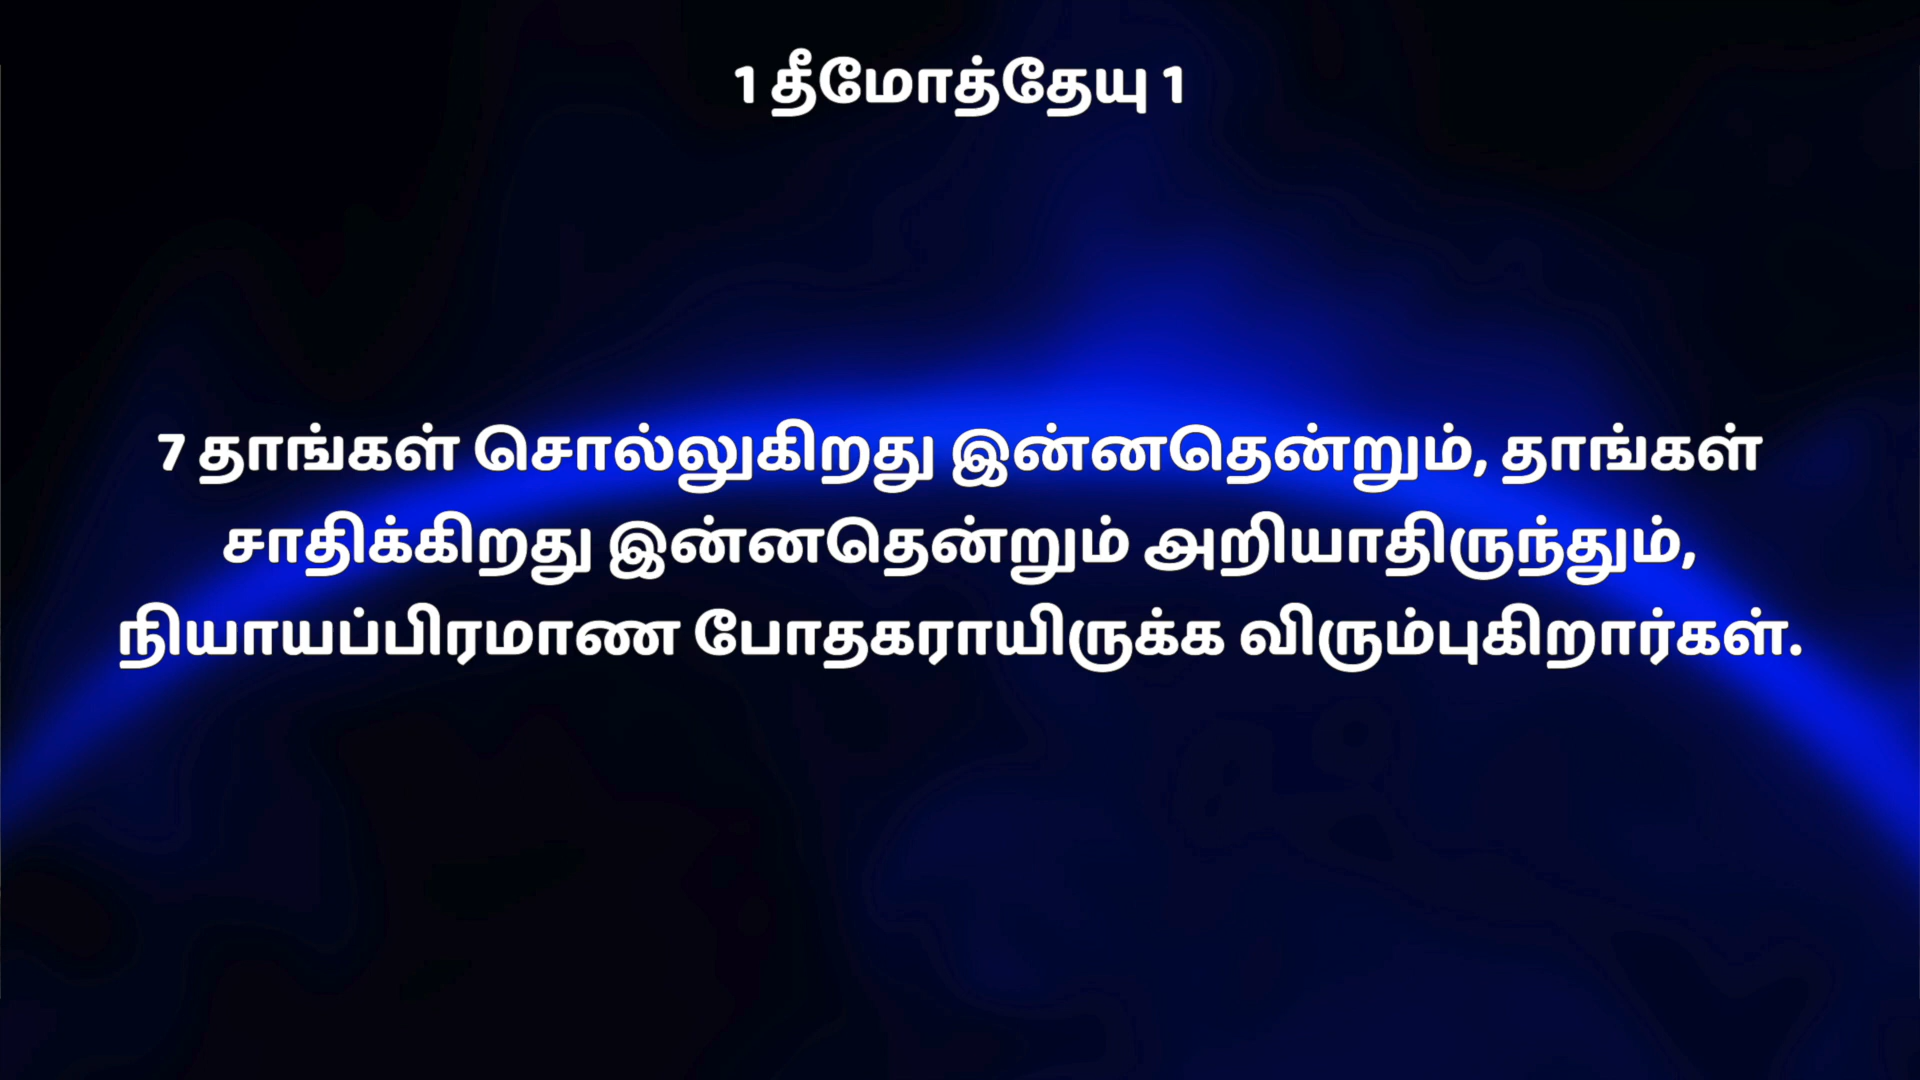 1 தீமோத்தேயு 1
7 தாங்கள் சொல்லுகிறது இன்னதென்றும், தாங்கள்
சாதிக்கிறது இன்னதென்றும் அறியாதிருந்தும்,
நியாயப்பிரமாண போதகராயிருக்க விரும்புகிறார்கள்.